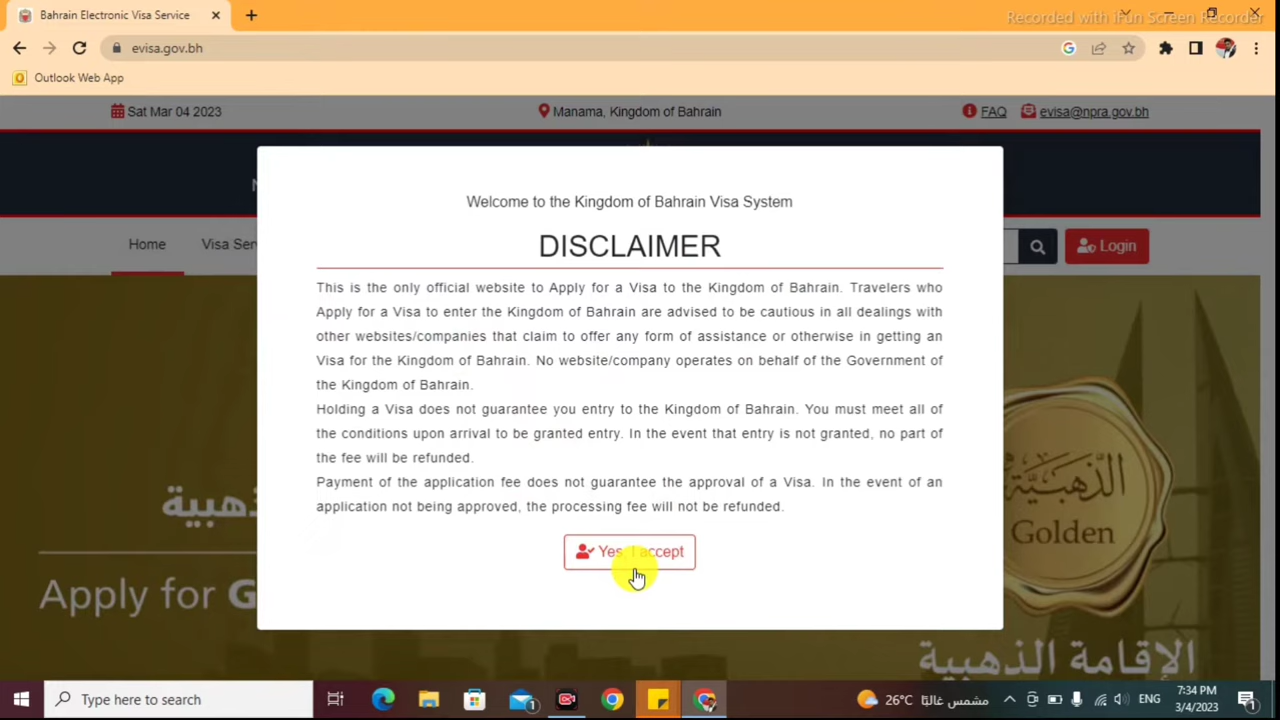 Bahrain Electronic Visa Service
Recorded with iFun Screen Recorder
evisa.gov.bh
Outlook Web App
Sat Mar 04 2023
Manama, Kingdom of Bahrain
FAQ
evisa@npra.gov.bh
Welcome to the Kingdom of Bahrain Visa System
Home
Visa Ser
Login
DISCLAIMER
This is the only official website to Apply for a Visa to the Kingdom of Bahrain. Travelers who
Apply for a Visa to enter the Kingdom of Bahrain are advised to be cautious in all dealings with
other websites/companies that claim to offer any form of assistance or otherwise in getting an
Visa for the Kingdom of Bahrain. No website/company operates on behalf of the Government of
the Kingdom of Bahrain.
Holding a Visa does not guarantee you entry to the Kingdom of Bahrain. You must meet all of
the conditions upon arrival to be granted entry. In the event that entry is not granted, no part of
the fee will be refunded.
Payment of the application fee does not guarantee the approval of a Visa. In the event of an
application not being approved, the processing fee will not be refunded.
Yes, I accept
الذهبية
Golden
هبية
Apply for G
الإقامة الذهبية
Type here to search
1
26°C مشمس غالبًا
ENG
7:34 PM
3/4/2023
1